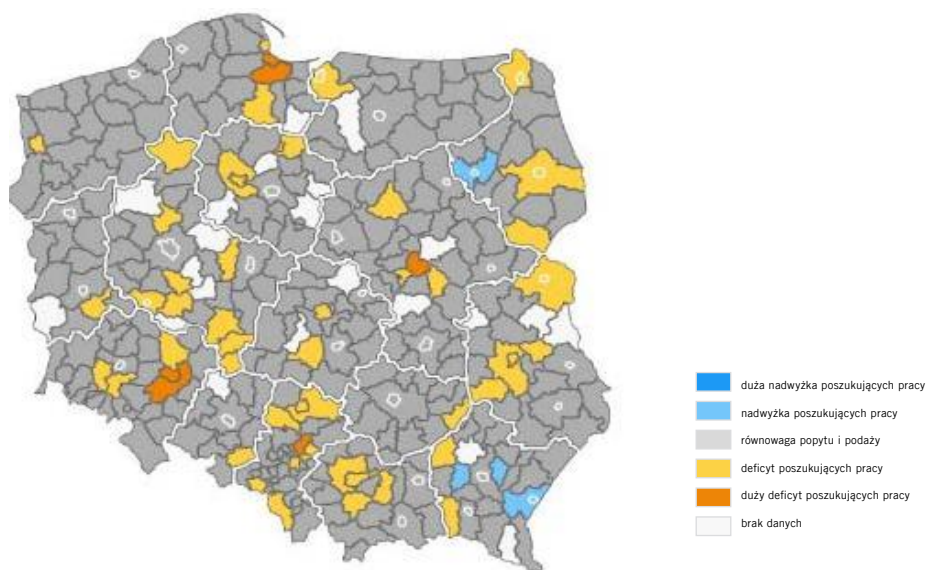 duża nadwyżka poszukujących pracy
nadwyżka poszukujących pracy
równowaga popytu i podaży
deficyt poszukujących pracy
duży deficyt poszukujących pracy
brak danych